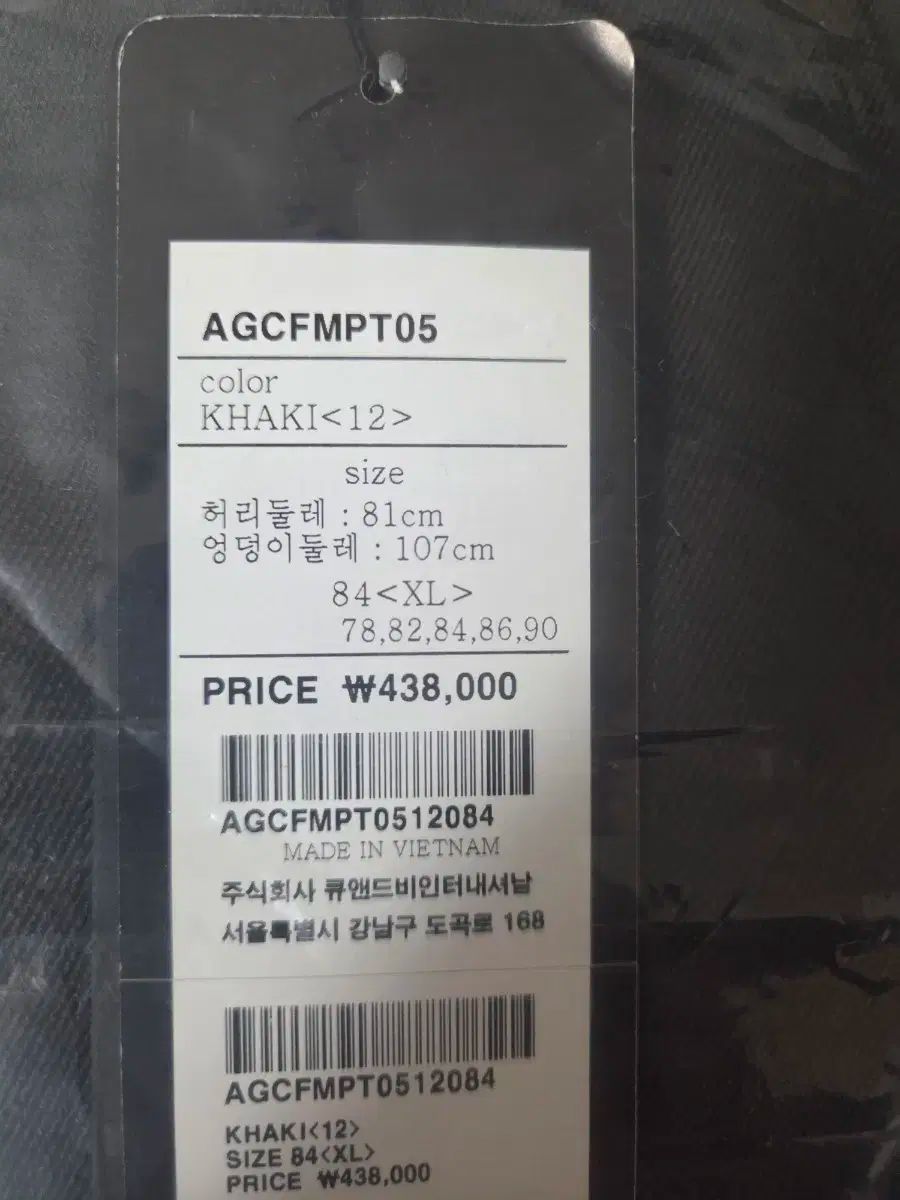 AGCFMPT05
color
KHAKI<12>
size
허리둘레 : 81cm
엉덩이둘레 : 107cm
84<XL>
78,82,84,86,90
PRICE ₩438,000
AGCFMPT0512084
MADE IN VIETNAM
주식회사 큐앤드비인터내셔날
서울특별시 강남구 도곡로 168
AGCFMPT0512084
KHAKI<12>
SIZE 84<XL>
PRICE ₩438,000